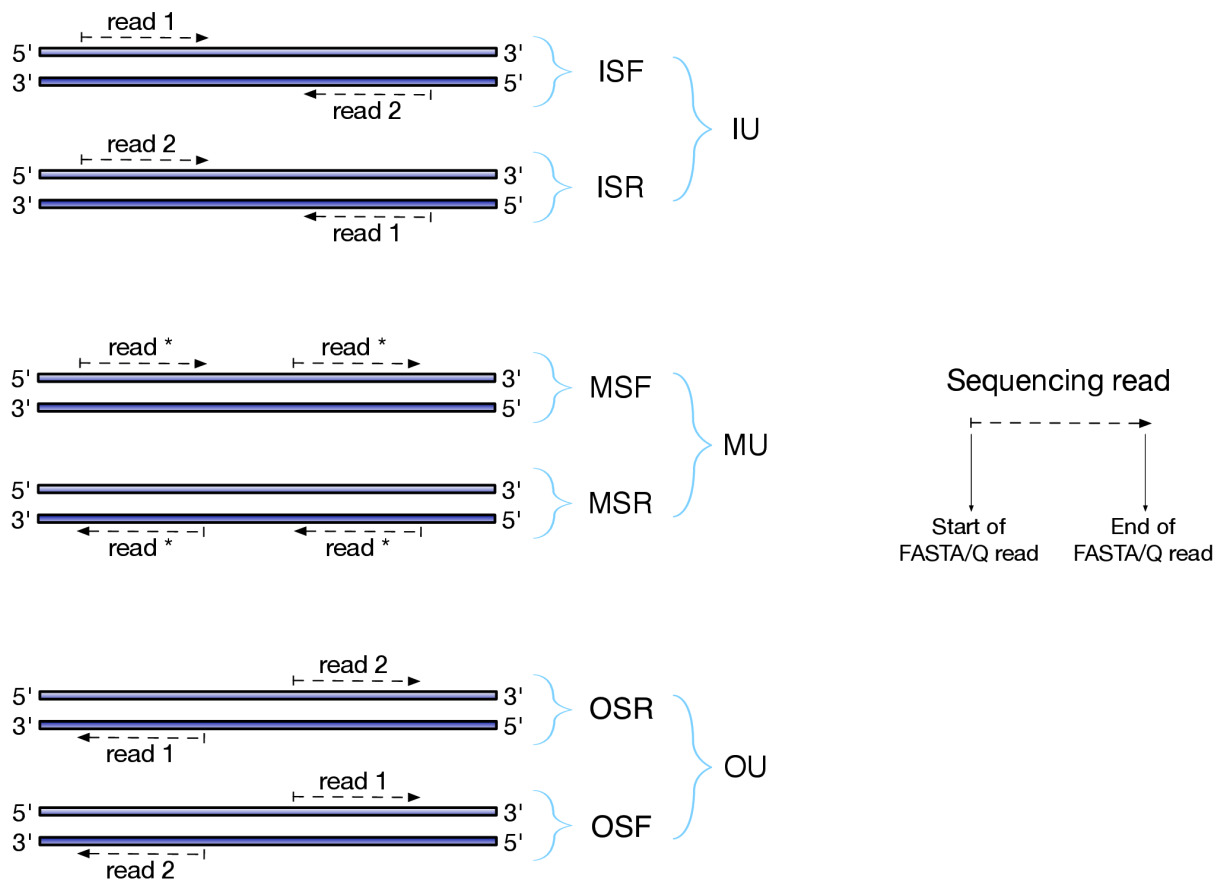 read 1
5' 3'
ISF
3' 5'
read 2
IU
read 2
5' 3'
ISR
3' 5'
read 1
read * read *
5' 3'
MSF
3' 5'
MU
5' 3'
MSR
3' 5'
read * read *
Sequencing read
Start of
FASTA/Q read
End of
FASTA/Q read
read 2
5' 3'
OSR
3' 5'
read 1
OU
read 1
5' 3'
OSF
3' 5'
read 2